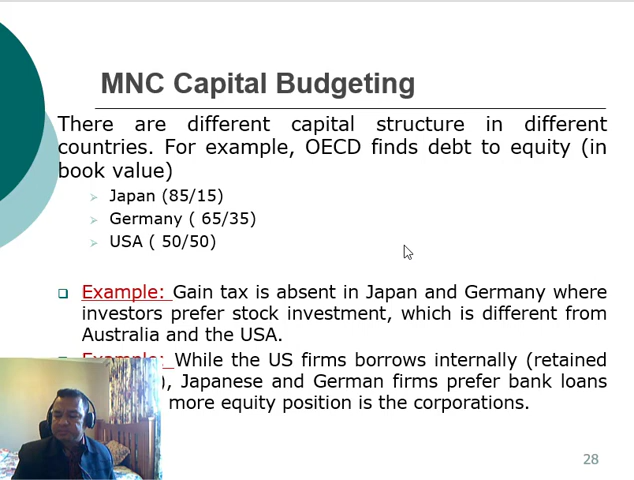 MNC Capital Budgeting
There are different capital structure in different
countries. For example, OECD finds debt to equity (in
book value)
Japan (85/15)
Germany ( 65/35)
USA ( 50/50)
Example: Gain tax is absent in Japan and Germany where
investors prefer stock investment, which is different from
Australia and the USA.
Example: While the US firms borrows internally (retained
), Japanese and German firms prefer bank loans
more equity position is the corporations.
28